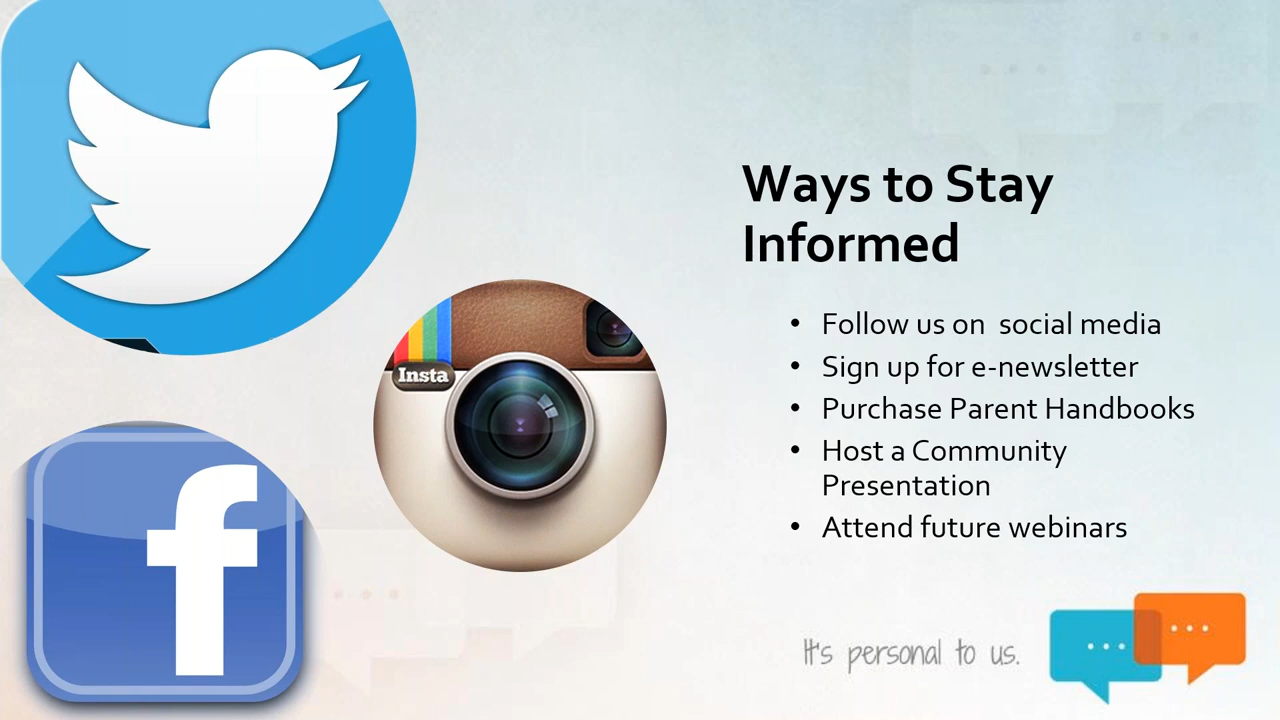 Ways to Stay
Informed
• Follow us on  social media
• Sign up for e-newsletter
• Purchase Parent Handbooks
• Host a Community
Presentation
• Attend future webinars
Insta
f
It's personal to us.